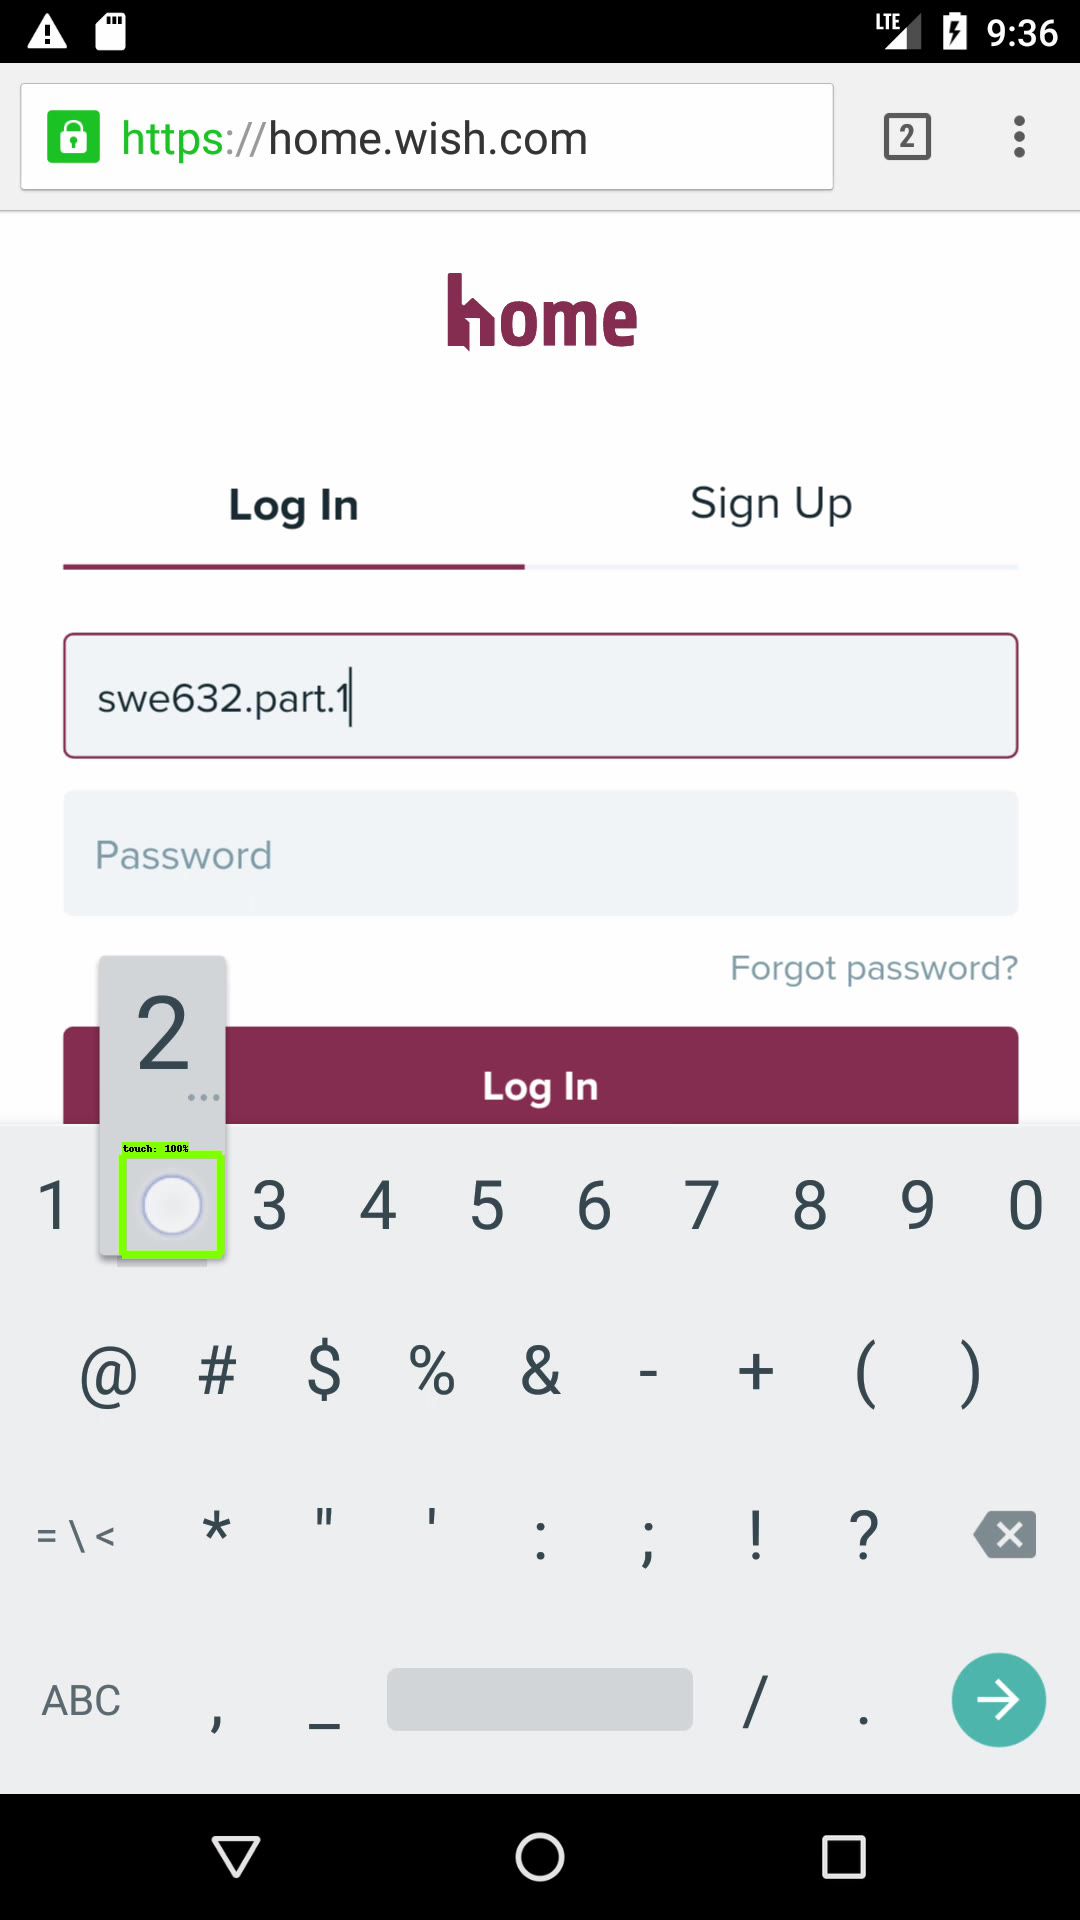 LTE 9:36
https://home.wish.com 2
home
Log In Sign Up
swe632.part.1
Password
Forgot password?
2
...
Log In
touch: 100%
1 3 4 5 6 7 8 9 0
@ # $ % & - + ( )
= \ < * " ' : ; ! ?
ABC , _ / .